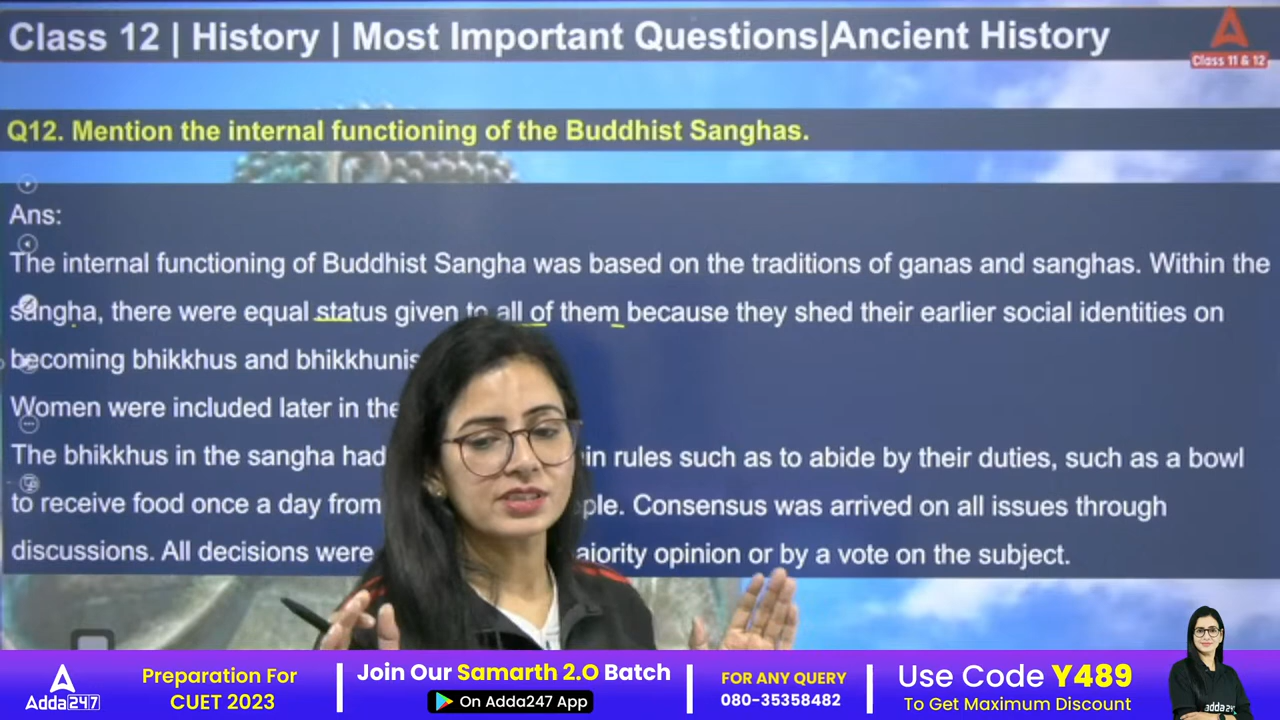 Class 12 | History | Most Important Questions|Ancient History
Class 11 & 12
Q12. Mention the internal functioning of the Buddhist Sanghas.
Ans:
The internal functioning of Buddhist Sangha was based on the traditions of ganas and sanghas. Within the
sangha, there were equal status given to all of them because they shed their earlier social identities on
becoming bhikkhus and bhikkhunis
Women were included later in the
The bhikkhus in the sangha had in rules such as to abide by their duties, such as a bowl
to receive food once a day from Consensus was arrived on all issues through
discussions. All decisions were opinion or by a vote on the subject.
Adda247
Preparation For
CUET 2023
Join Our Samarth 2.O Batch
On Adda247 App
FOR ANY QUERY
080-35358482
Use Code Y489
To Get Maximum Discount